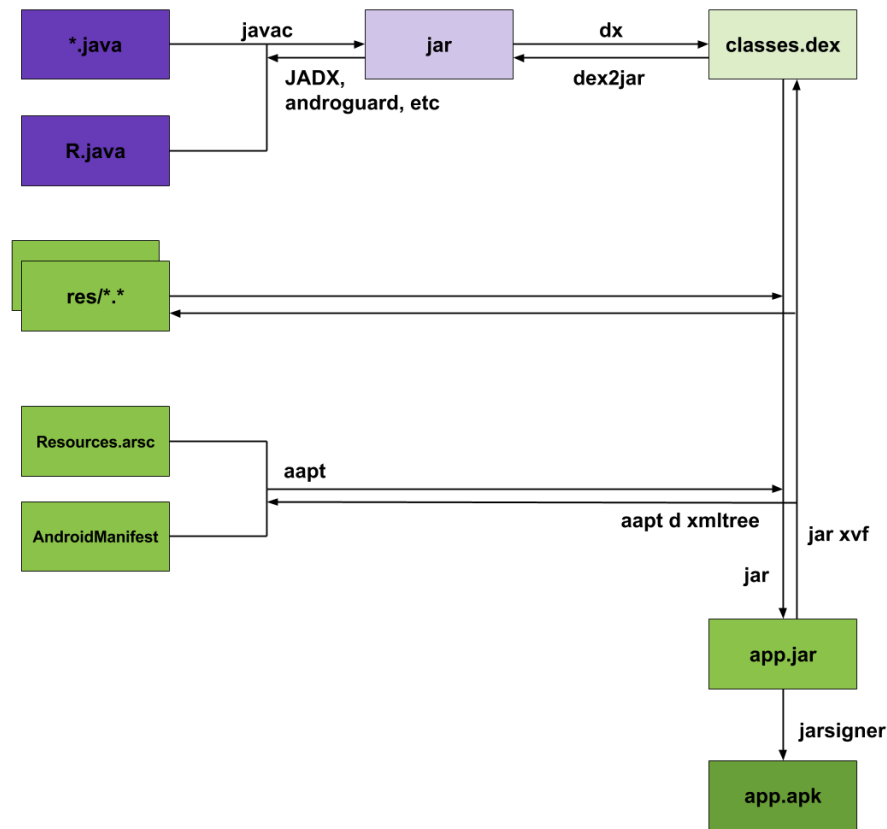 *.java
javac
jar
dx
classes.dex
JADX,
androguard, etc
dex2jar
R.java
res/*.*
Resources.arsc
aapt
AndroidManifest
aapt d xmltree
jar xvf
jar
app.jar
jarsigner
app.apk